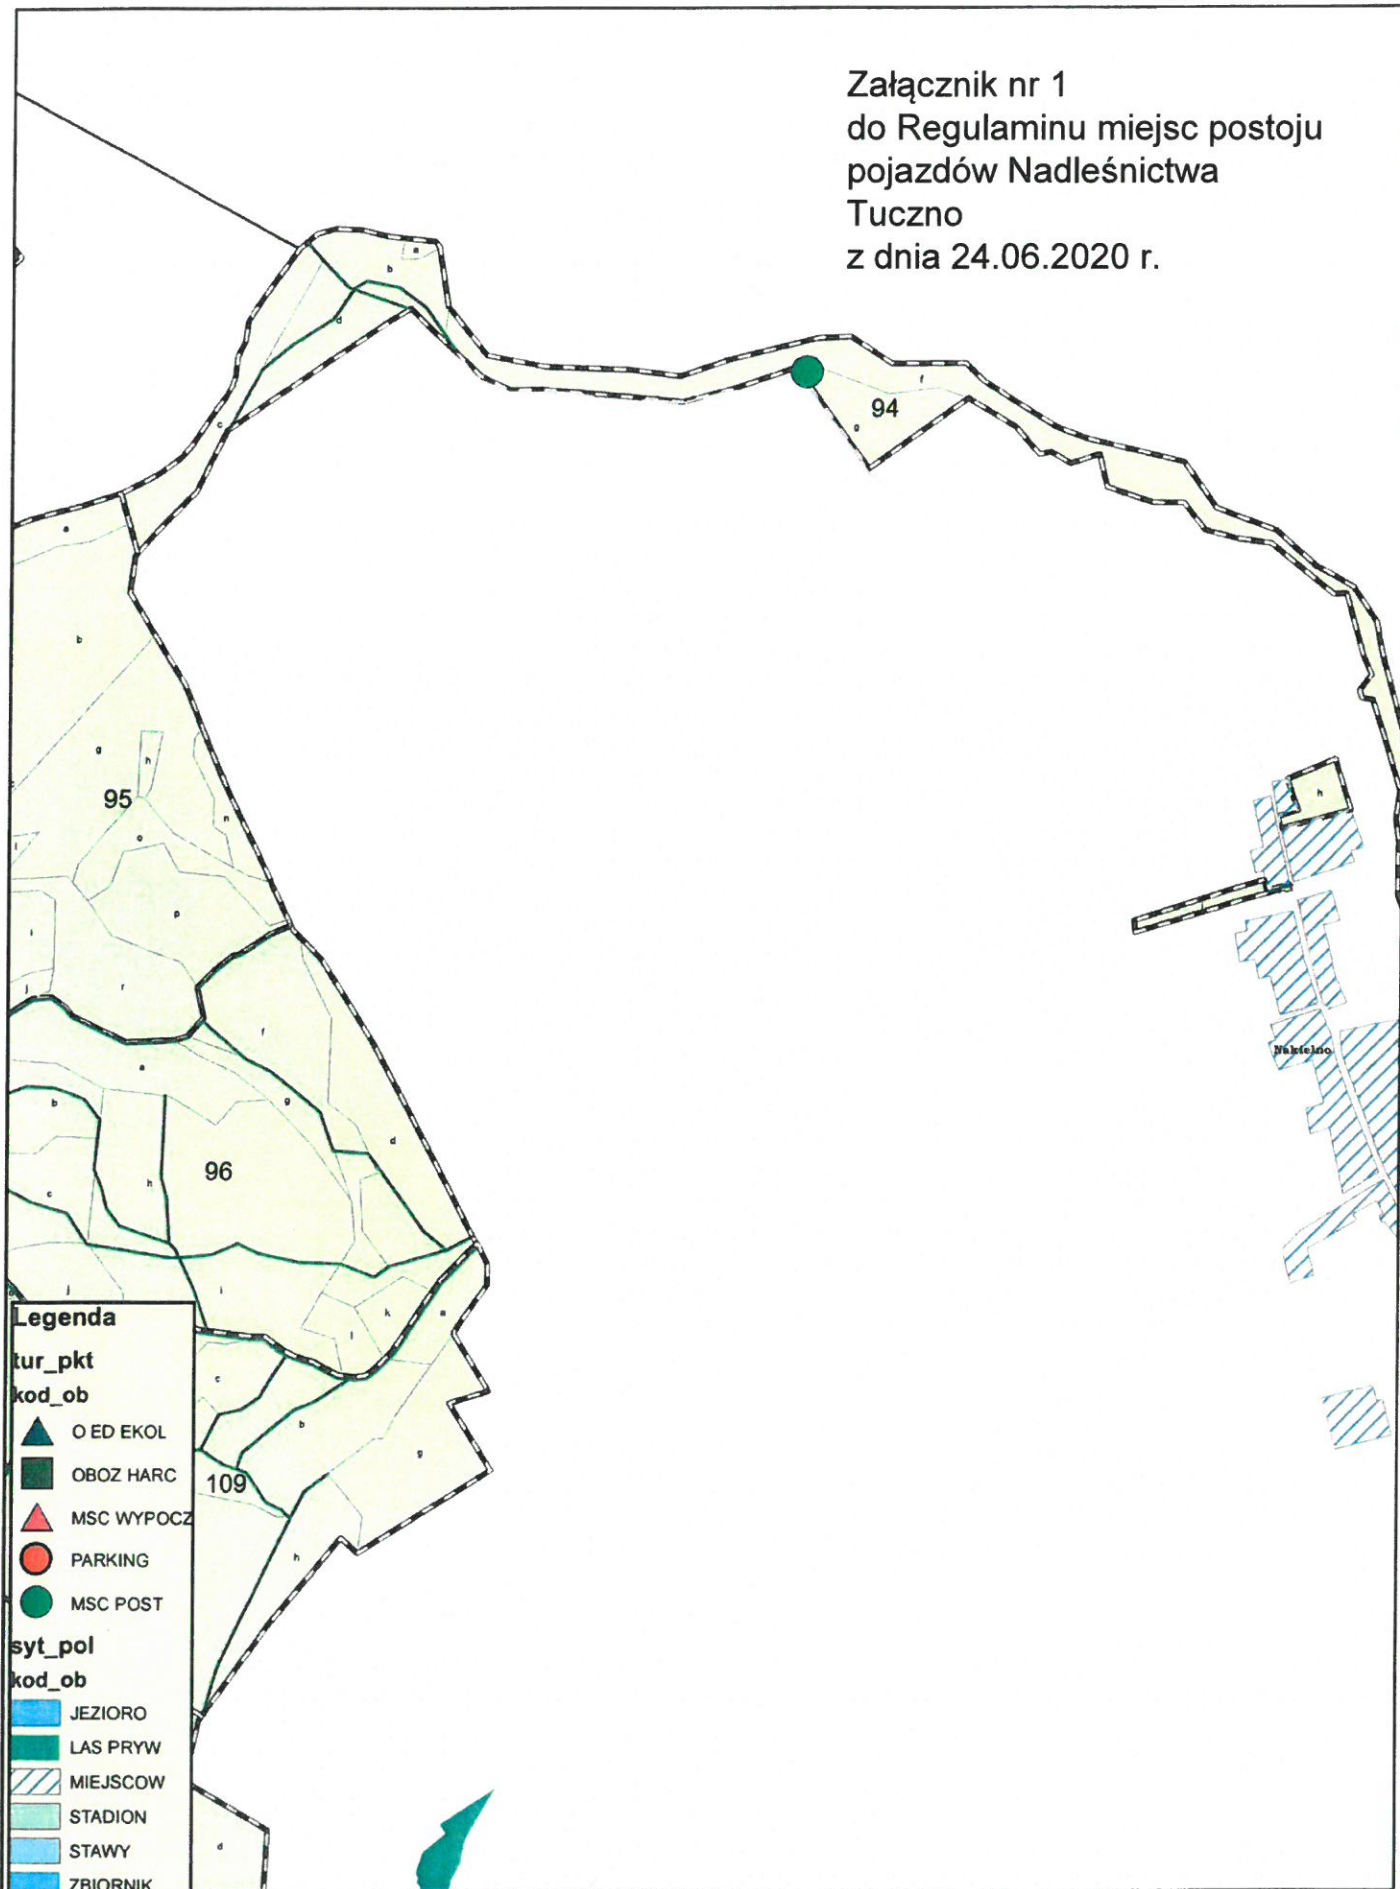 Załącznik nr 1
do Regulaminu miejsc postoju
pojazdów Nadleśnictwa
Tuczno
z dnia 24.06.2020 r.
a
b
d
c
f
94
g
a
b
g
h
95
n
o
i
p
i
j
r
f
a
b
g
d
96
h
c
j
i
k
a
l
c
b
g
109
h
d
h
Nakielno
Legenda
tur_pkt
kod_ob
O ED EKOL
OBOZ HARC
MSC WYPOCZ
PARKING
MSC POST
syt_pol
kod_ob
JEZIORO
LAS PRYW
MIEJSCOW
STADION
STAWY
ZBIORNIK